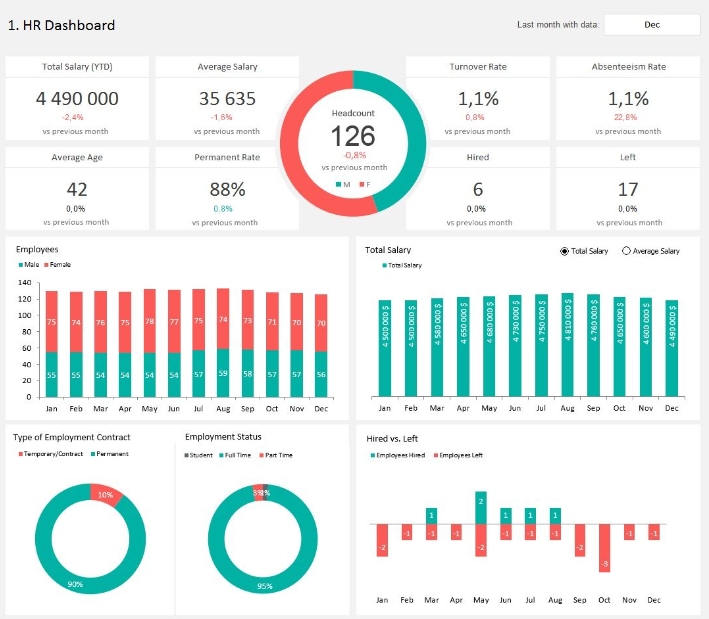 1. HR Dashboard
Last month with data:
Dec
Total Salary (YTD)
4 490 000
-2,4%
vs previous month
Average Salary
35 635
-1,6%
vs previous month
Headcount
126
-0,8%
vs previous month
M F
Turnover Rate
1,1%
0,8%
vs previous month
Absenteeism Rate
1,1%
22,8%
vs previous month
Average Age
42
0,0%
vs previous month
Permanent Rate
88%
0,8%
vs previous month
Hired
6
0,0%
vs previous month
Left
17
0,0%
vs previous month
Employees
Male Female
140
120
100
80
60
40
20
0
75 74 76 75 78 77 75 74 73 71 70 70
55 55 54 54 54 54 57 59 58 57 57 56
Jan Feb Mar Apr May Jun Jul Aug Sep Oct Nov Dec
Total Salary
Total Salary Average Salary
Total Salary
4 500 000 $
4 500 000 $
4 580 000 $
4 650 000 $
4 680 000 $
4 730 000 $
4 750 000 $
4 810 000 $
4 760 000 $
4 650 000 $
4 600 000 $
4 490 000 $
Jan Feb Mar Apr May Jun Jul Aug Sep Oct Nov Dec
Type of Employment Contract
Temporary/Contract Permanent
10%
90%
Employment Status
Student Full Time Part Time
95%
Hired vs. Left
Employees Hired Employees Left
1 2 1 1 1
-2 -1 -1 -1 -2 -1 -1 -1 -2 -3 -1 -1
Jan Feb Mar Apr May Jun Jul Aug Sep Oct Nov Dec